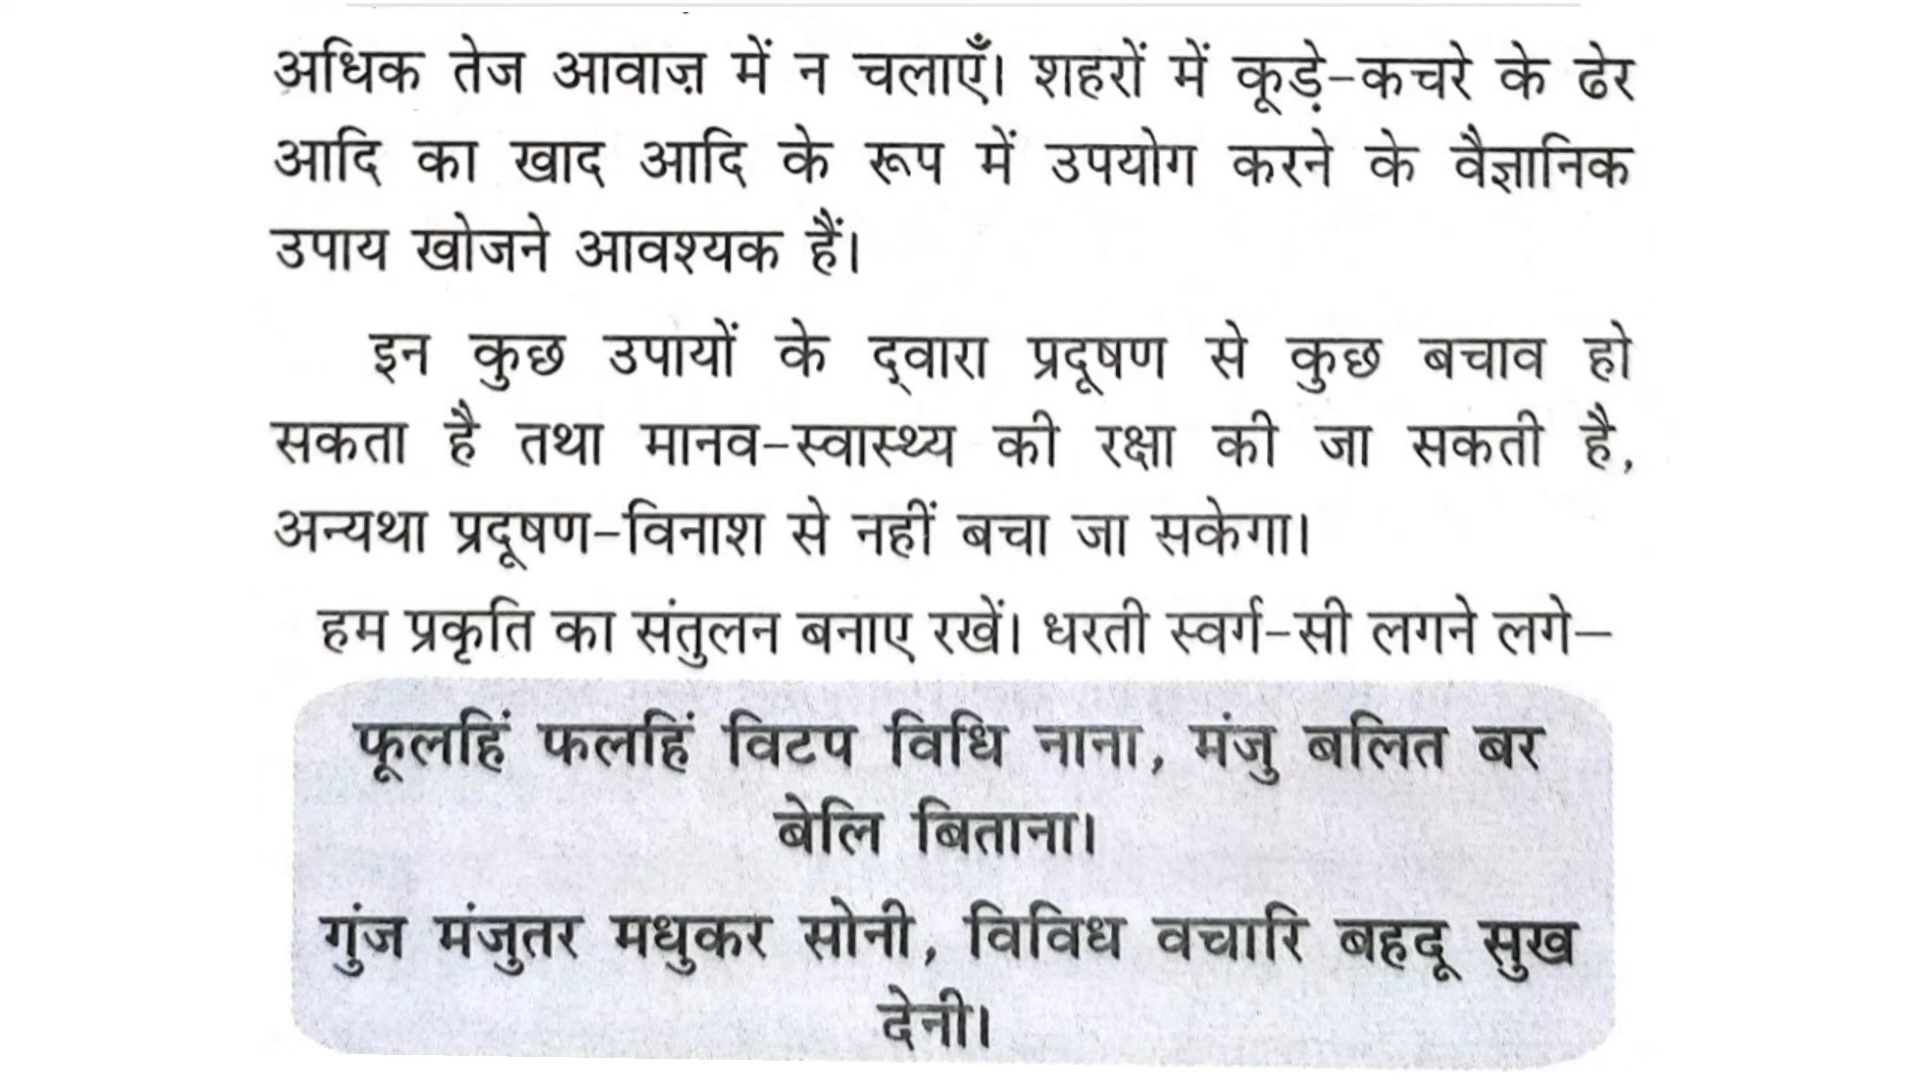 अधिक तेज आवाज़ में न चलाएँ। शहरों में कूड़े-कचरे के ढेर
आदि का खाद आदि के रूप में उपयोग करने के वैज्ञानिक
उपाय खोजने आवश्यक हैं।
इन कुछ उपायों के द्‌वारा प्रदूषण से कुछ बचाव हो
सकता है तथा मानव-स्वास्थ्य की रक्षा की जा सकती है,
अन्यथा प्रदूषण-विनाश से नहीं बचा जा सकेगा।
हम प्रकृति का संतुलन बनाए रखें। धरती स्वर्ग-सी लगने लगे—
फूलहिं फलहिं विटप विधि नाना, मंजु बलित बर
बेलि बिताना।
गुंज मंजुतर मधुकर सोनी, विविध वचारि बहदू सुख
देनी।